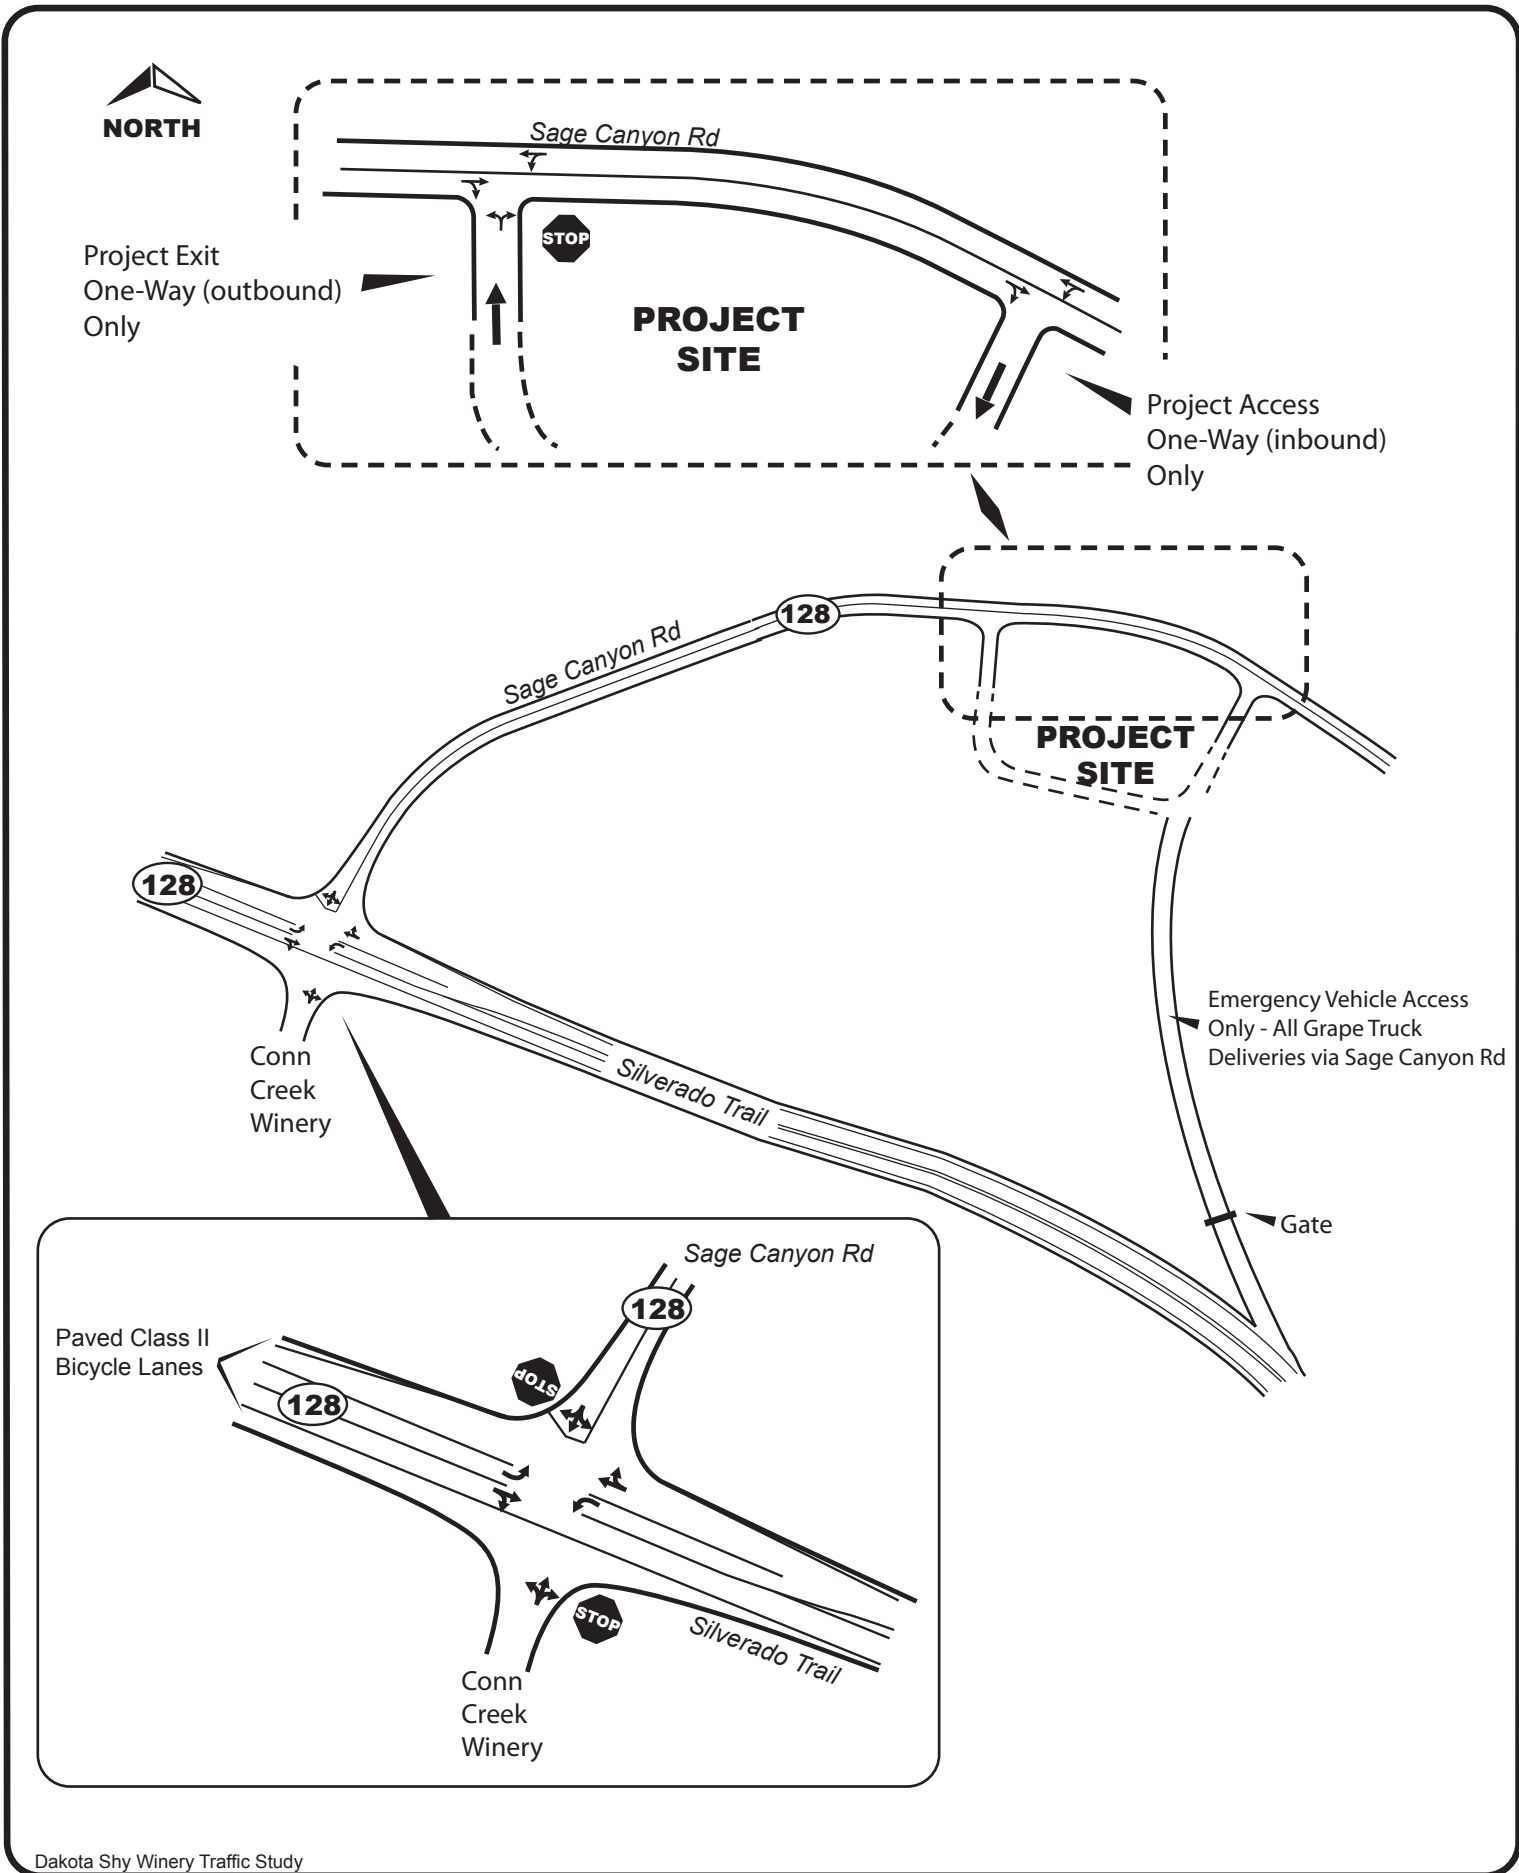 NORTH
Sage Canyon Rd
STOP
Project Exit
One-Way (outbound)
Only
PROJECT
SITE
Project Access
One-Way (inbound)
Only
128
Sage Canyon Rd
PROJECT
SITE
128
Emergency Vehicle Access
Only - All Grape Truck
Deliveries via Sage Canyon Rd
Conn
Creek
Winery
Silverado Trail
Gate
Sage Canyon Rd
128
Paved Class II
Bicycle Lanes
STOP
128
STOP
Silverado Trail
Conn
Creek
Winery
Dakota Shy Winery Traffic Study